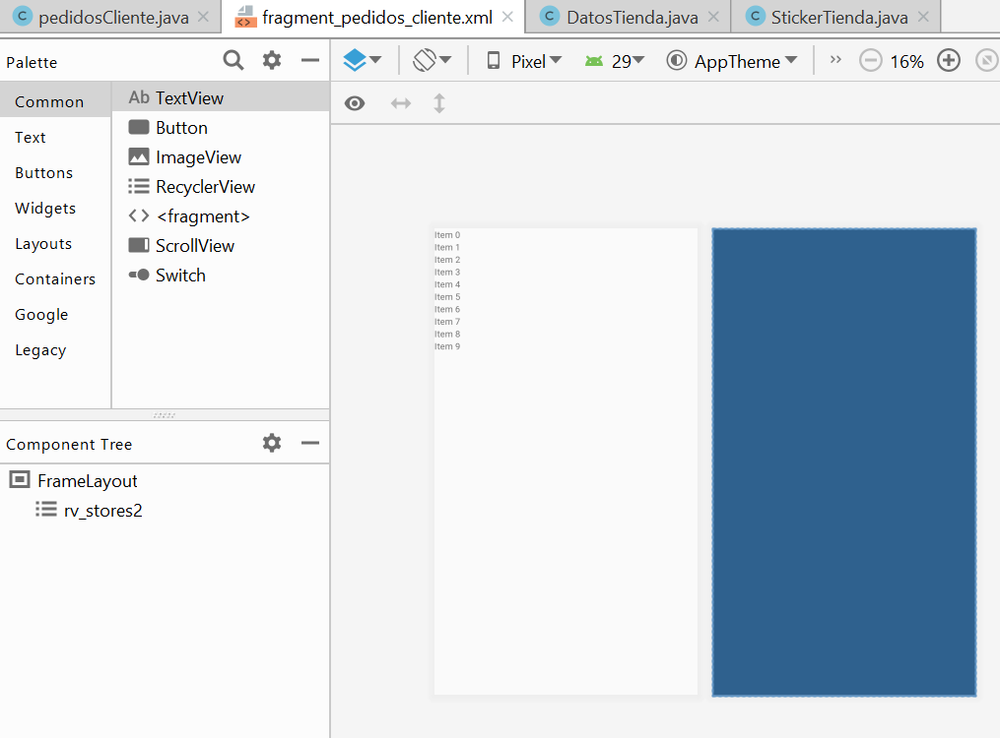 pedidosCliente.java
fragment_pedidos_cliente.xml
DatosTienda.java
StickerTienda.java
Palette
Pixel
29
AppTheme
16%
Common
Text
Buttons
Widgets
Layouts
Containers
Google
Legacy
Ab TextView
Button
ImageView
RecyclerView
<fragment>
ScrollView
Switch
Item 0
Item 1
Item 2
Item 3
Item 4
Item 5
Item 6
Item 7
Item 8
Item 9
Component Tree
FrameLayout
rv_stores2